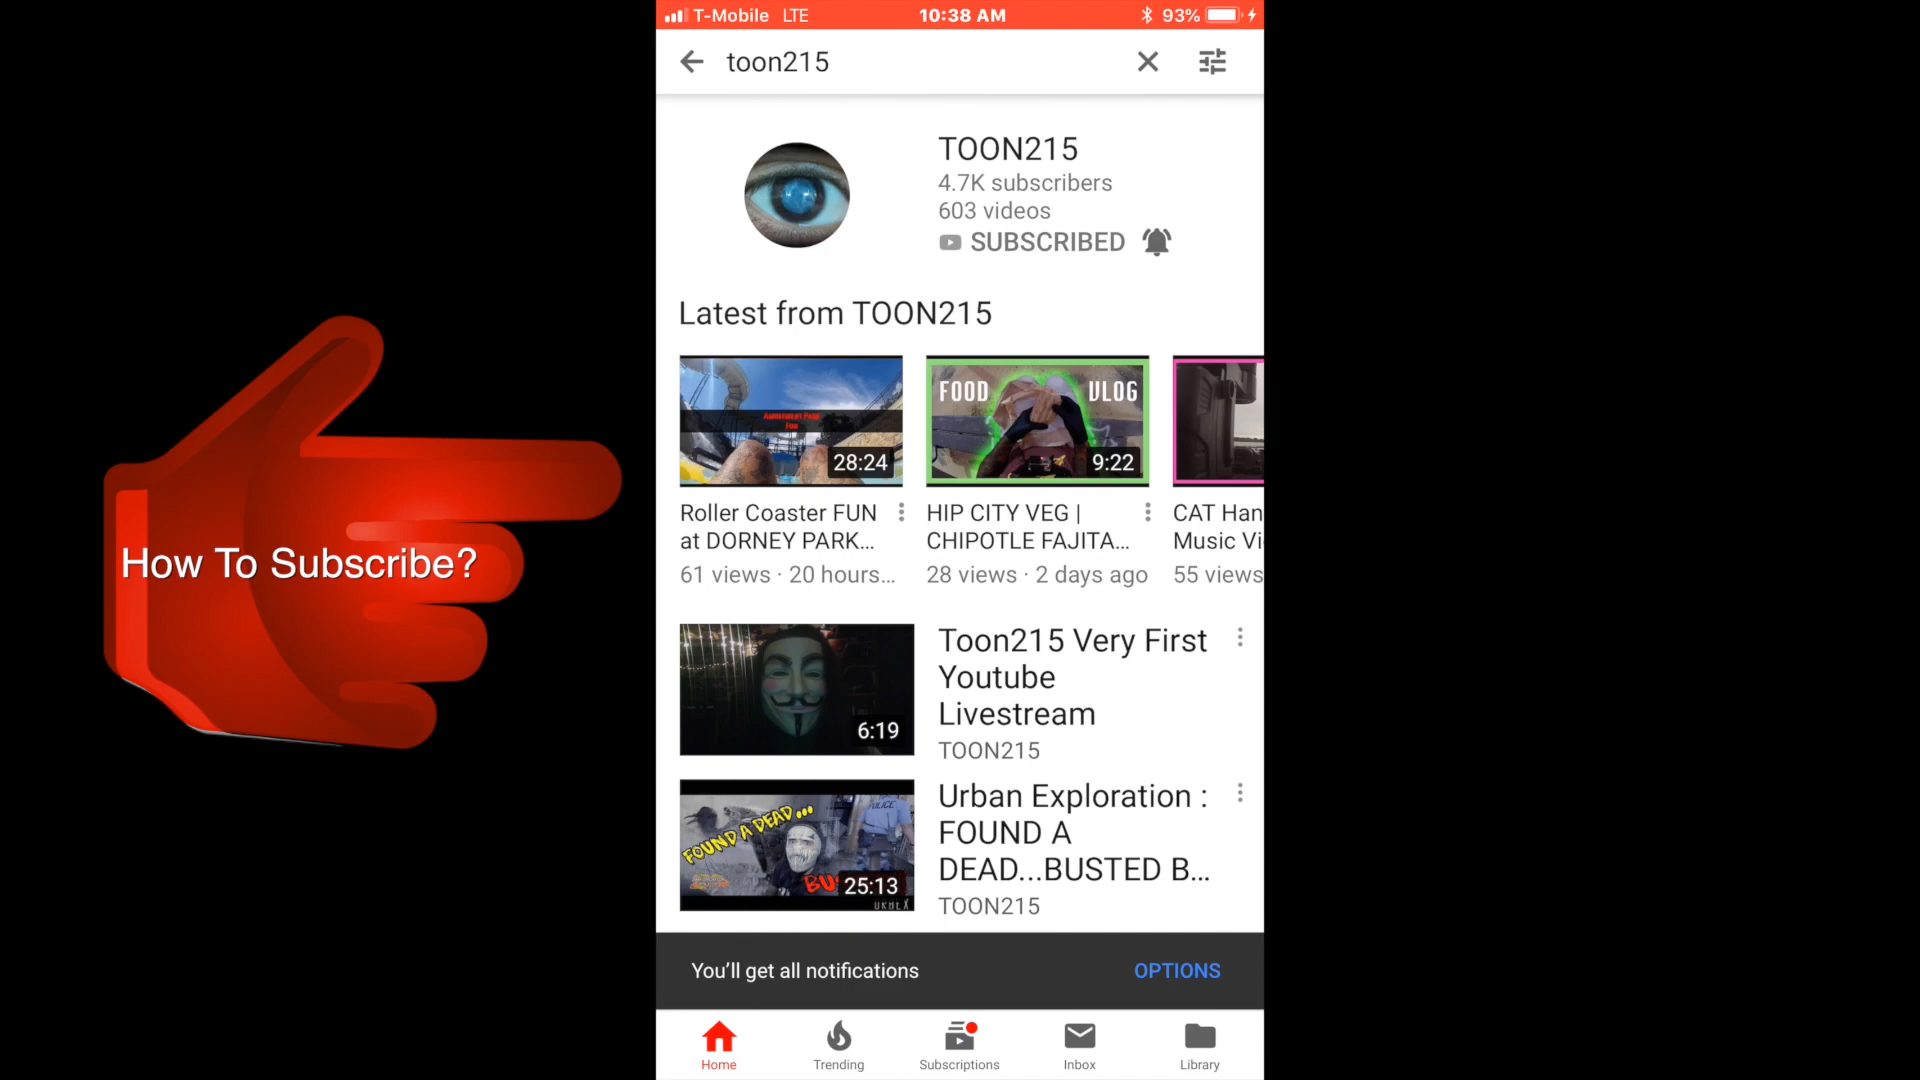 T-Mobile LTE 10:38 AM 93%
toon215
TOON215
4.7K subscribers
603 videos
SUBSCRIBED
Latest from TOON215
28:24
FOOD VLOG
9:22
Roller Coaster FUN
at DORNEY PARK...
61 views · 20 hours...
HIP CITY VEG |
CHIPOTLE FAJITA...
28 views · 2 days ago
CAT Han
Music Vi
55 views
How To Subscribe?
6:19
Toon215 Very First
Youtube
Livestream
TOON215
FOUND A DEAD...
POLICE
BU
25:13
URBEX
Urban Exploration :
FOUND A
DEAD...BUSTED B...
TOON215
You'll get all notifications OPTIONS
Home Trending Subscriptions Inbox Library